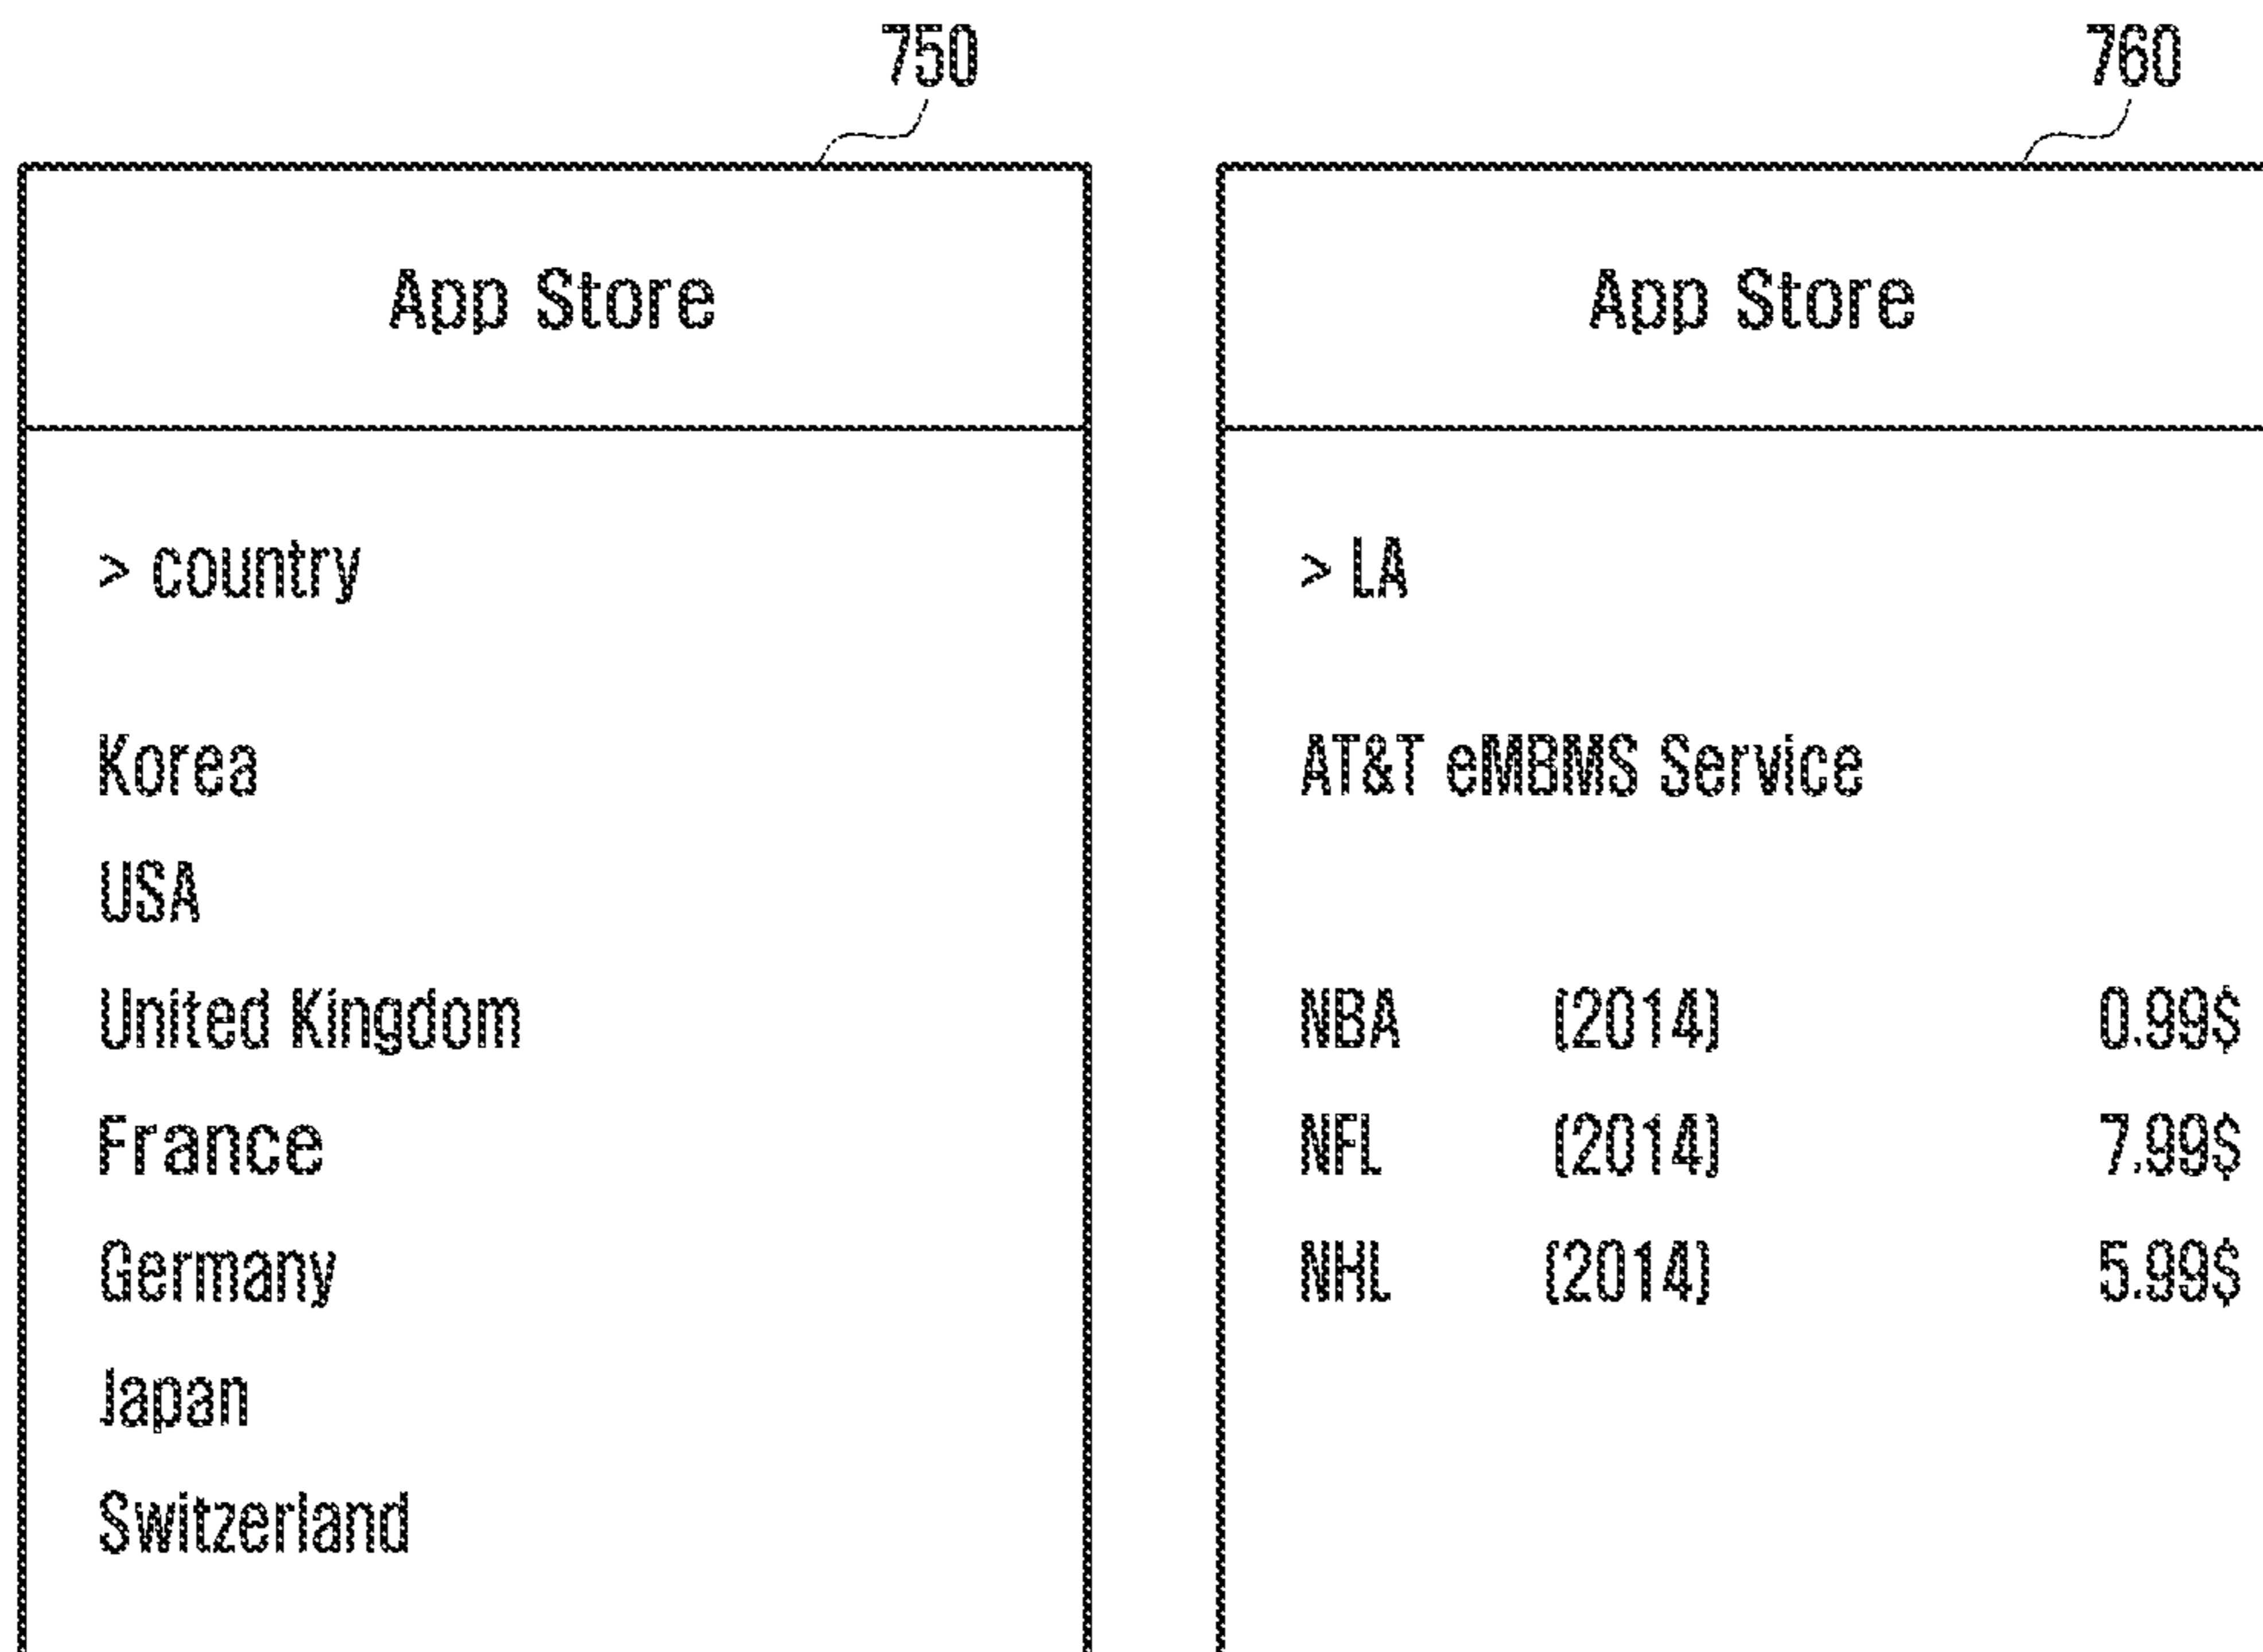 750
App Store
> country
Korea
USA
United Kingdom
France
Germany
Japan
Switzerland
760
App Store
> LA
AT&T eMBMS Service
NBA (2014) 0.99$
NFL (2014) 7.99$
NHL (2014) 5.99$